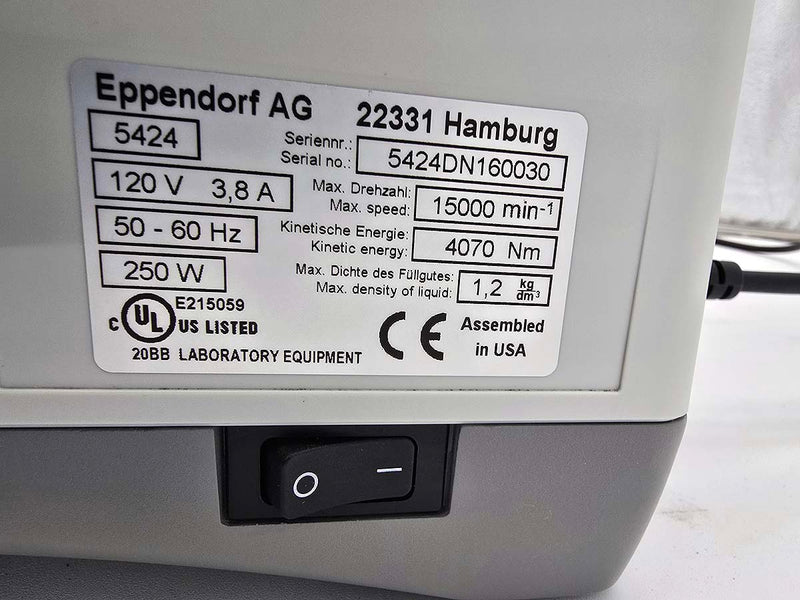 Eppendorf AG 22331 Hamburg
5424 Seriennr.: Serial no.: 5424DN160030
120 V 3,8 A Max. Drehzahl: Max. speed: 15000 min-1
50 - 60 Hz Kinetische Energie: Kinetic energy: 4070 Nm
250 W Max. Dichte des Füllgutes: Max. density of liquid: 1,2 kg/dm³
E215059
C UL US LISTED
CE Assembled in USA
20BB LABORATORY EQUIPMENT
O —